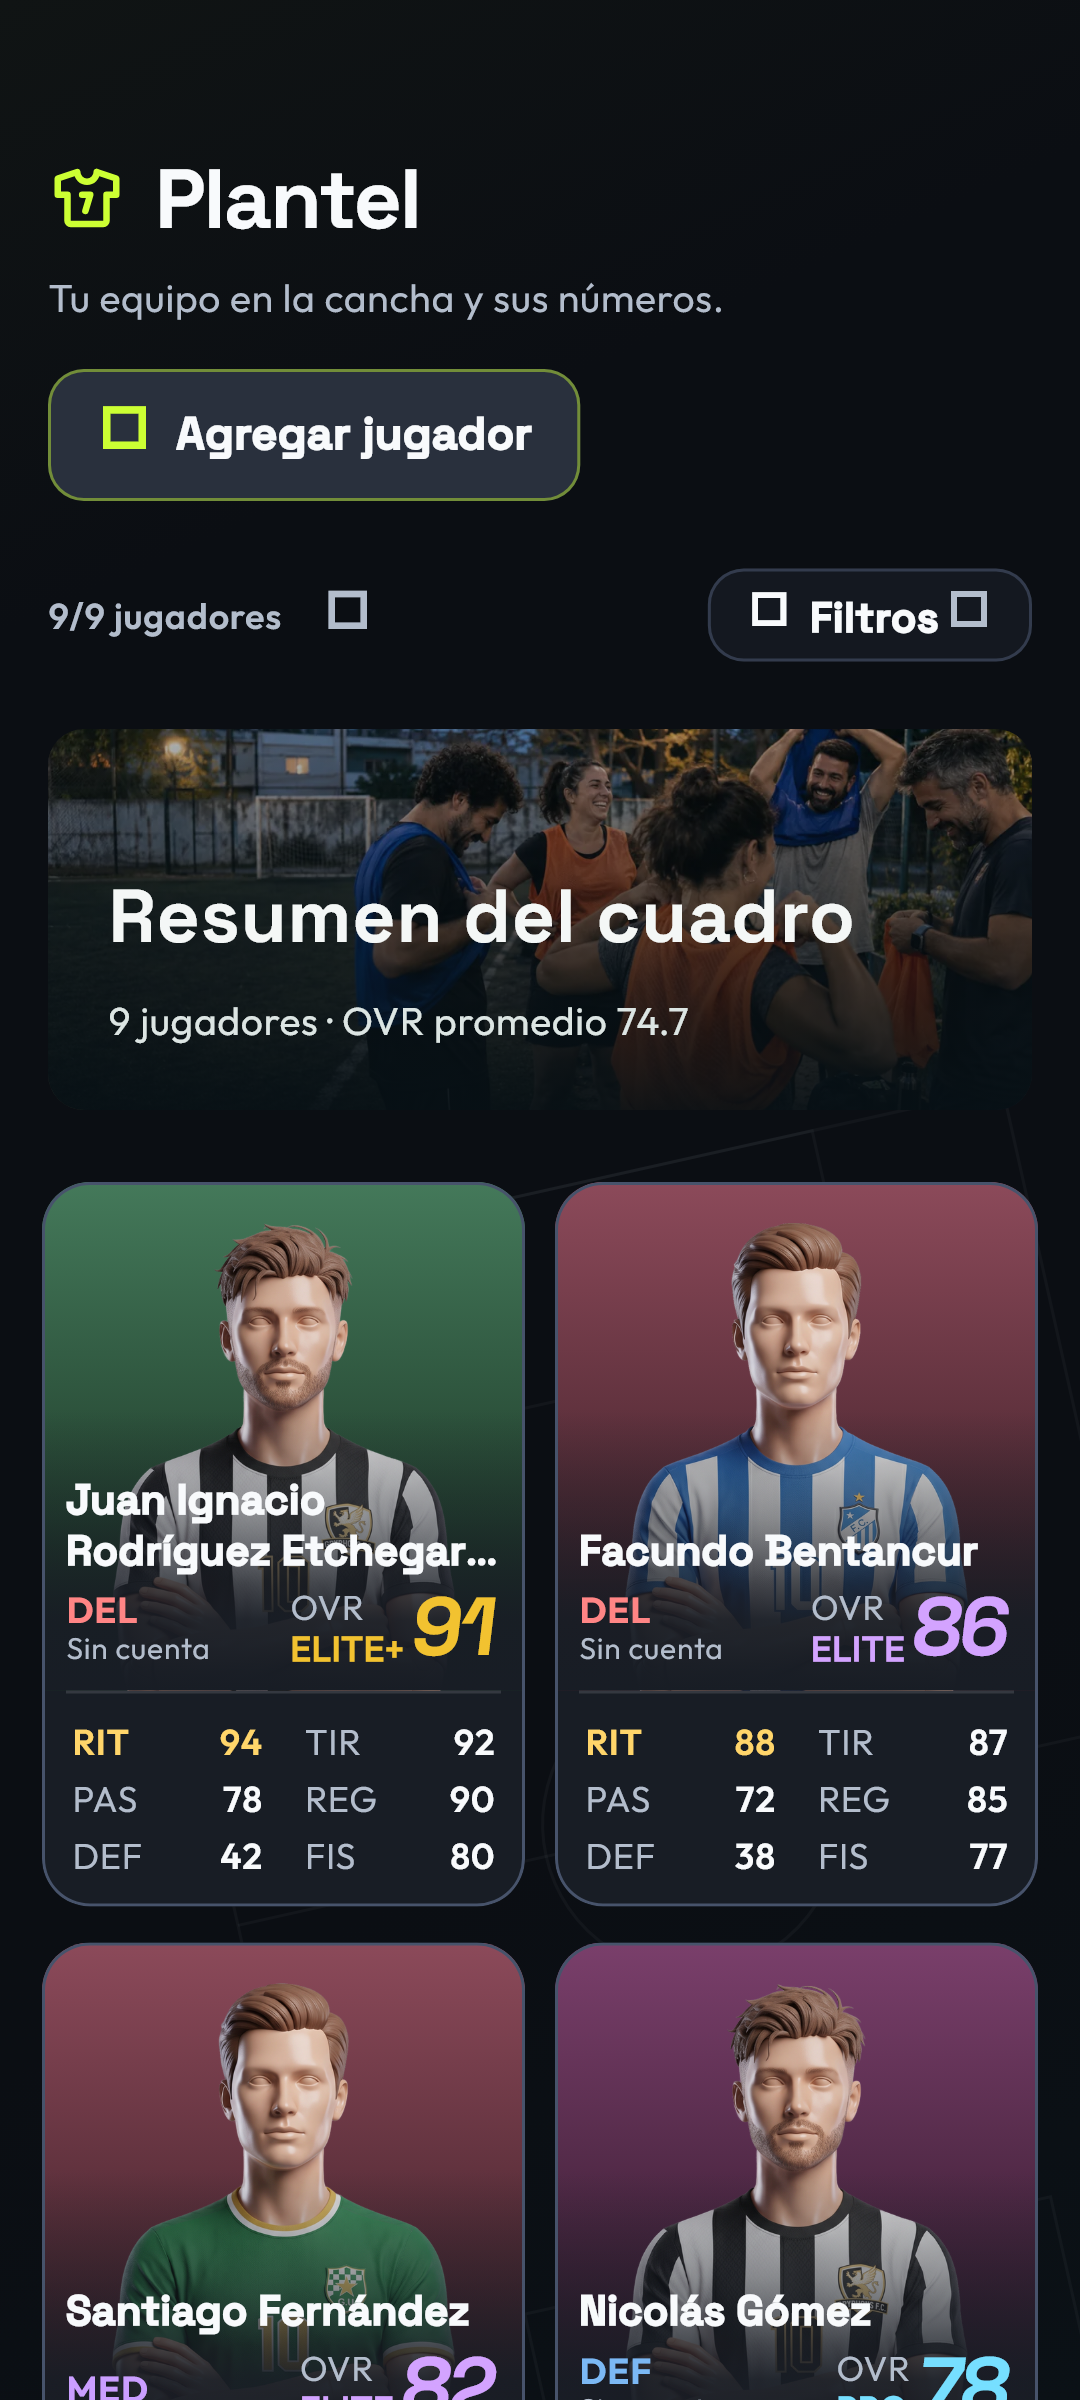 Plantel
Tu equipo en la cancha y sus números.
Agregar jugador
9/9 jugadores
Filtros
Resumen del cuadro
9 jugadores · OVR promedio 74.7
Juan Ignacio
Rodríguez Etchegar...
DEL
Sin cuenta
OVR
ELITE+
91
RIT 94 TIR 92
PAS 78 REG 90
DEF 42 FIS 80
Facundo Bentancur
DEL
Sin cuenta
OVR
ELITE
86
RIT 88 TIR 87
PAS 72 REG 85
DEF 38 FIS 77
Santiago Fernández
MED
OVR
ELITE
82
Nicolás Gómez
DEF
OVR
PRO
78